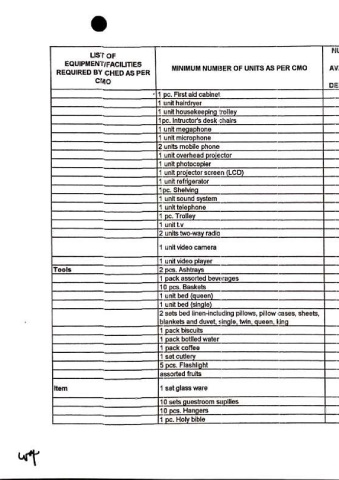 LIST OF
EQUIPMENT/FACILITIES
REQUIRED BY CHED AS PER
CMO
MINIMUM NUMBER OF UNITS AS PER CMO
NU
AV
DE
1 pc. First aid cabinet
1 unit hairdryer
1 unit housekeeping trolley
1pc. Intructor's desk chairs
1 unit megaphone
1 unit microphone
2 units mobile phone
1 unit overhead projector
1 unit photocopier
1 unit projector screen (LCD)
1 unit refrigerator
1pc. Shelving
1 unit sound system
1 unit telephone
1 pc. Trolley
1 unit t.v
2 units two-way radio
1 unit video camera
1 unit video player
Tools 2 pcs. Ashtrays
1 pack assorted beverages
10 pcs. Baskets
1 unit bed (queen)
1 unit bed (single)
2 sets bed linen-including pillows, pillow cases, sheets,
blankets and duvet, single, twin, queen, king
1 pack biscuits
1 pack bottled water
1 pack coffee
1 set cutlery
5 pcs. Flashlight
assorted fruits
Item 1 set glass ware
10 sets guestroom supllies
10 pcs. Hangers
1 pc. Holy bible